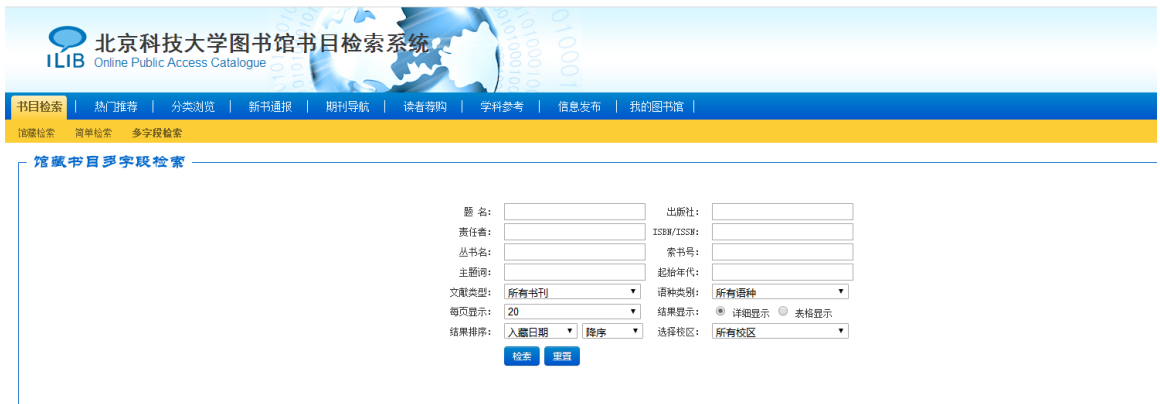 北京科技大学图书馆书目检索系统
ILIB Online Public Access Catalogue
书目检索 | 热门推荐 | 分类浏览 | 新书通报 | 期刊导航 | 读者荐购 | 学科参考 | 信息发布 | 我的图书馆 |
馆藏检索 简单检索 多字段检索
馆藏书目多字段检索
题 名: 出版社:
责任者: ISBN/ISSN:
丛书名: 索书号:
主题词: 起始年代:
文献类型: 所有书刊 语种类别: 所有语种
每页显示: 20 结果显示: 详细显示 表格显示
结果排序: 入藏日期 降序 选择校区: 所有校区
检索 重置